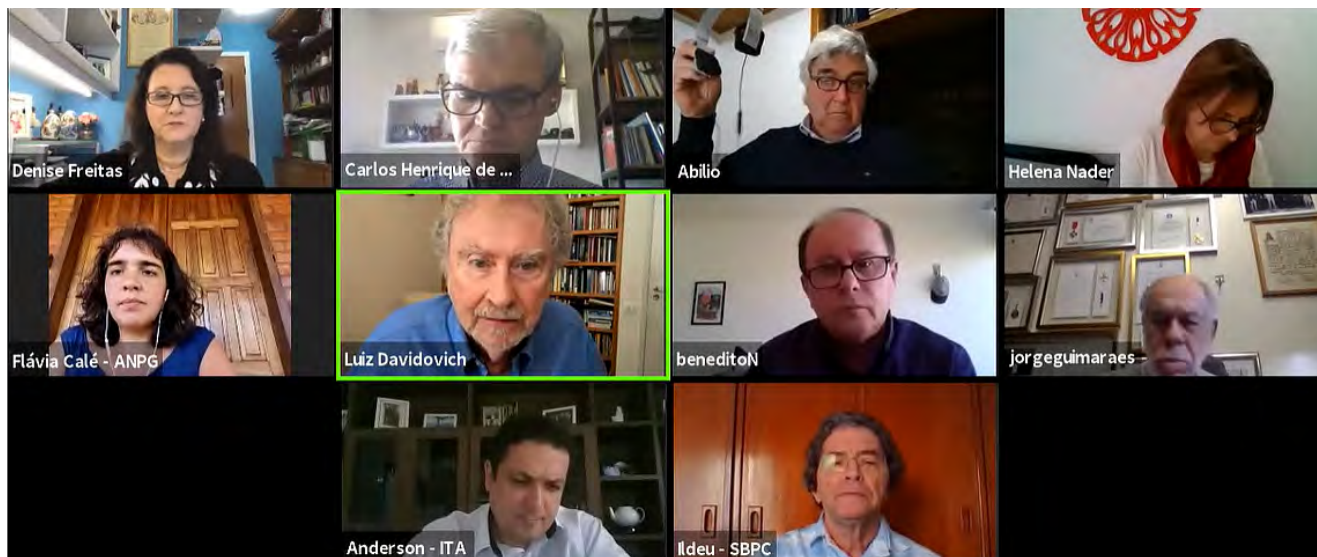 Denise Freitas
Carlos Henrique de ...
Abilio
Helena Nader
Flávia Calé - ANPG
Luiz Davidovich
beneditoN
jorgeguimaraes -
Anderson - ITA
Ildeu - SBPC